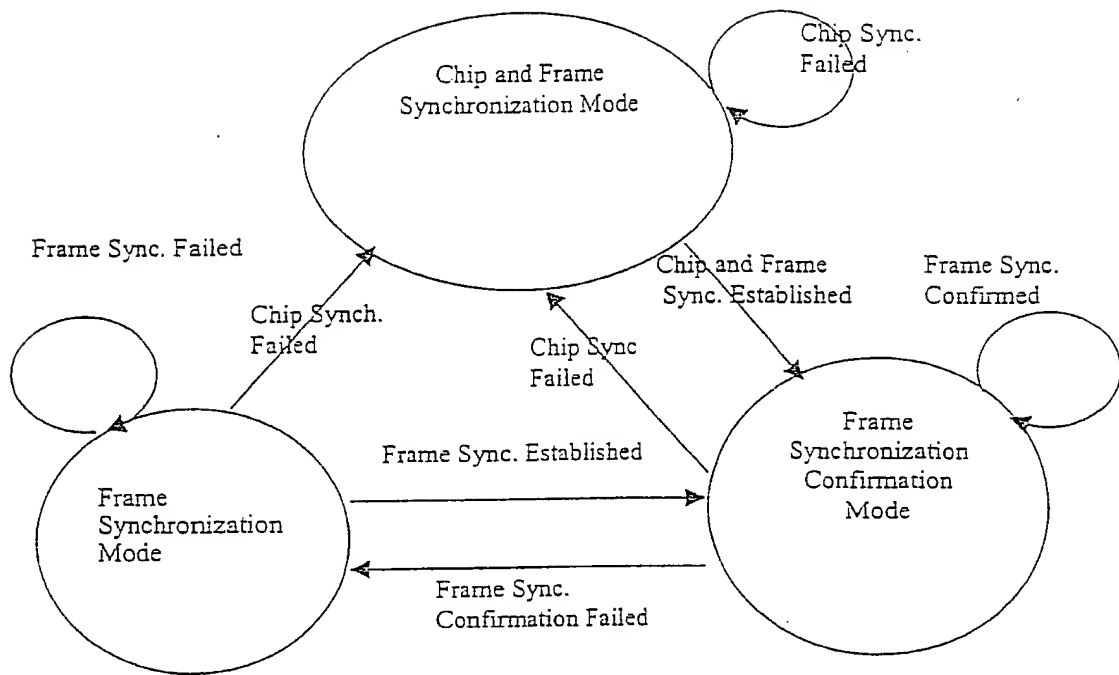 Chip Sync.
Failed
Chip and Frame
Synchronization Mode
Frame Sync. Failed
Chip and Frame
Sync. Established
Frame Sync.
Confirmed
Chip Synch.
Failed
Chip Sync
Failed
Frame
Synchronization
Confirmation
Mode
Frame Sync. Established
Frame
Synchronization
Mode
Frame Sync.
Confirmation Failed